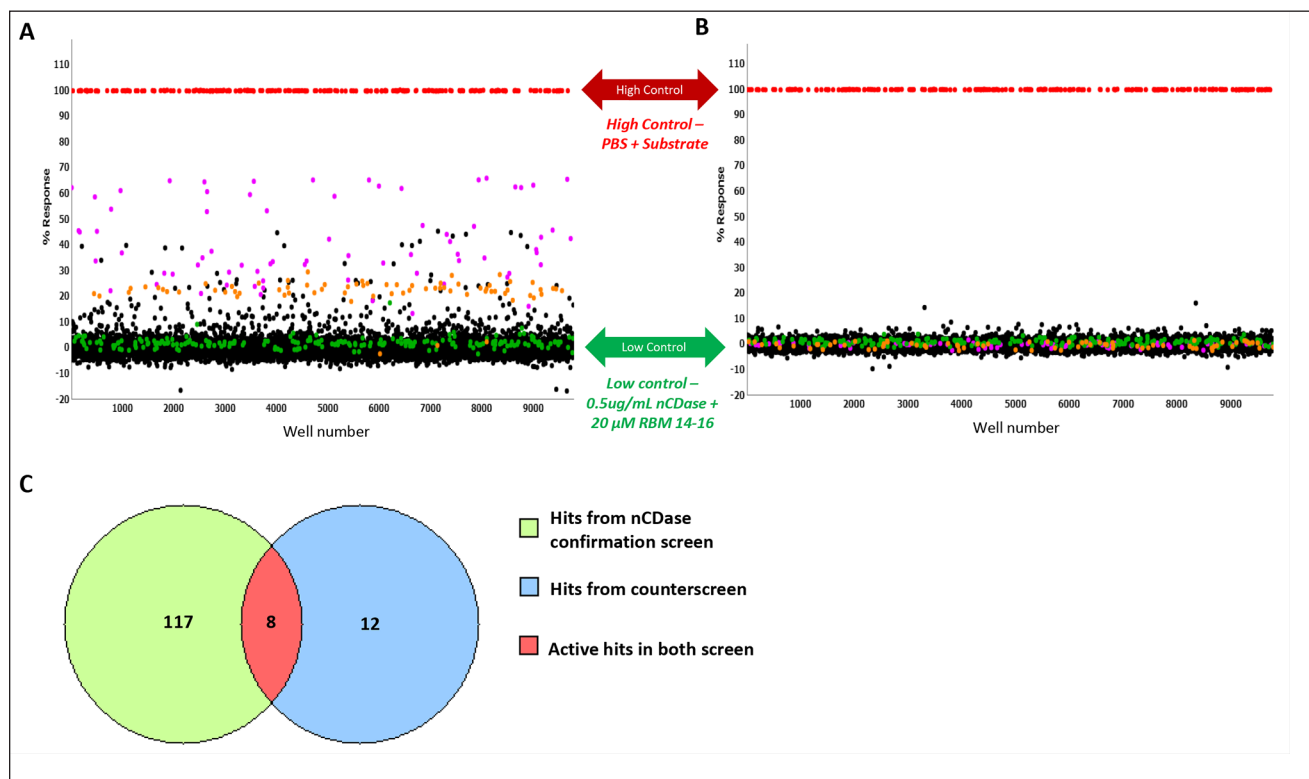 A
B
110
100
90
80
70
60
50
40
30
20
10
0
-10
-20
% Response
1000 2000 3000 4000 5000 6000 7000 8000 9000
Well number
High Control
High Control –
PBS + Substrate
Low Control
Low control –
0.5ug/mL nCDase +
20 µM RBM 14-16
110
100
90
80
70
60
50
40
30
20
10
0
-10
-20
% Response
1000 2000 3000 4000 5000 6000 7000 8000 9000
Well number
C
117
8
12
Hits from nCDase
confirmation screen
Hits from counterscreen
Active hits in both screen